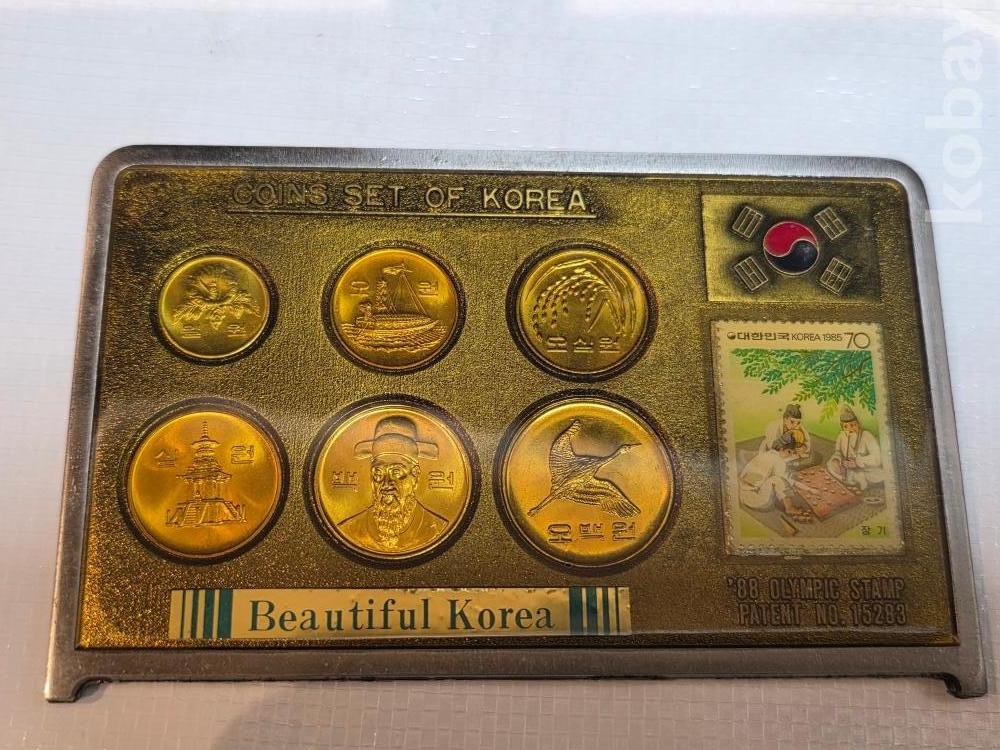 COINS SET OF KOREA
일 원
오 원
오십원
대한민국 KOREA 1985 70
십 원
백 원
오백원
장기
'88 OLYMPIC STAMP
PATENT NO. 15283
Beautiful Korea
kobay